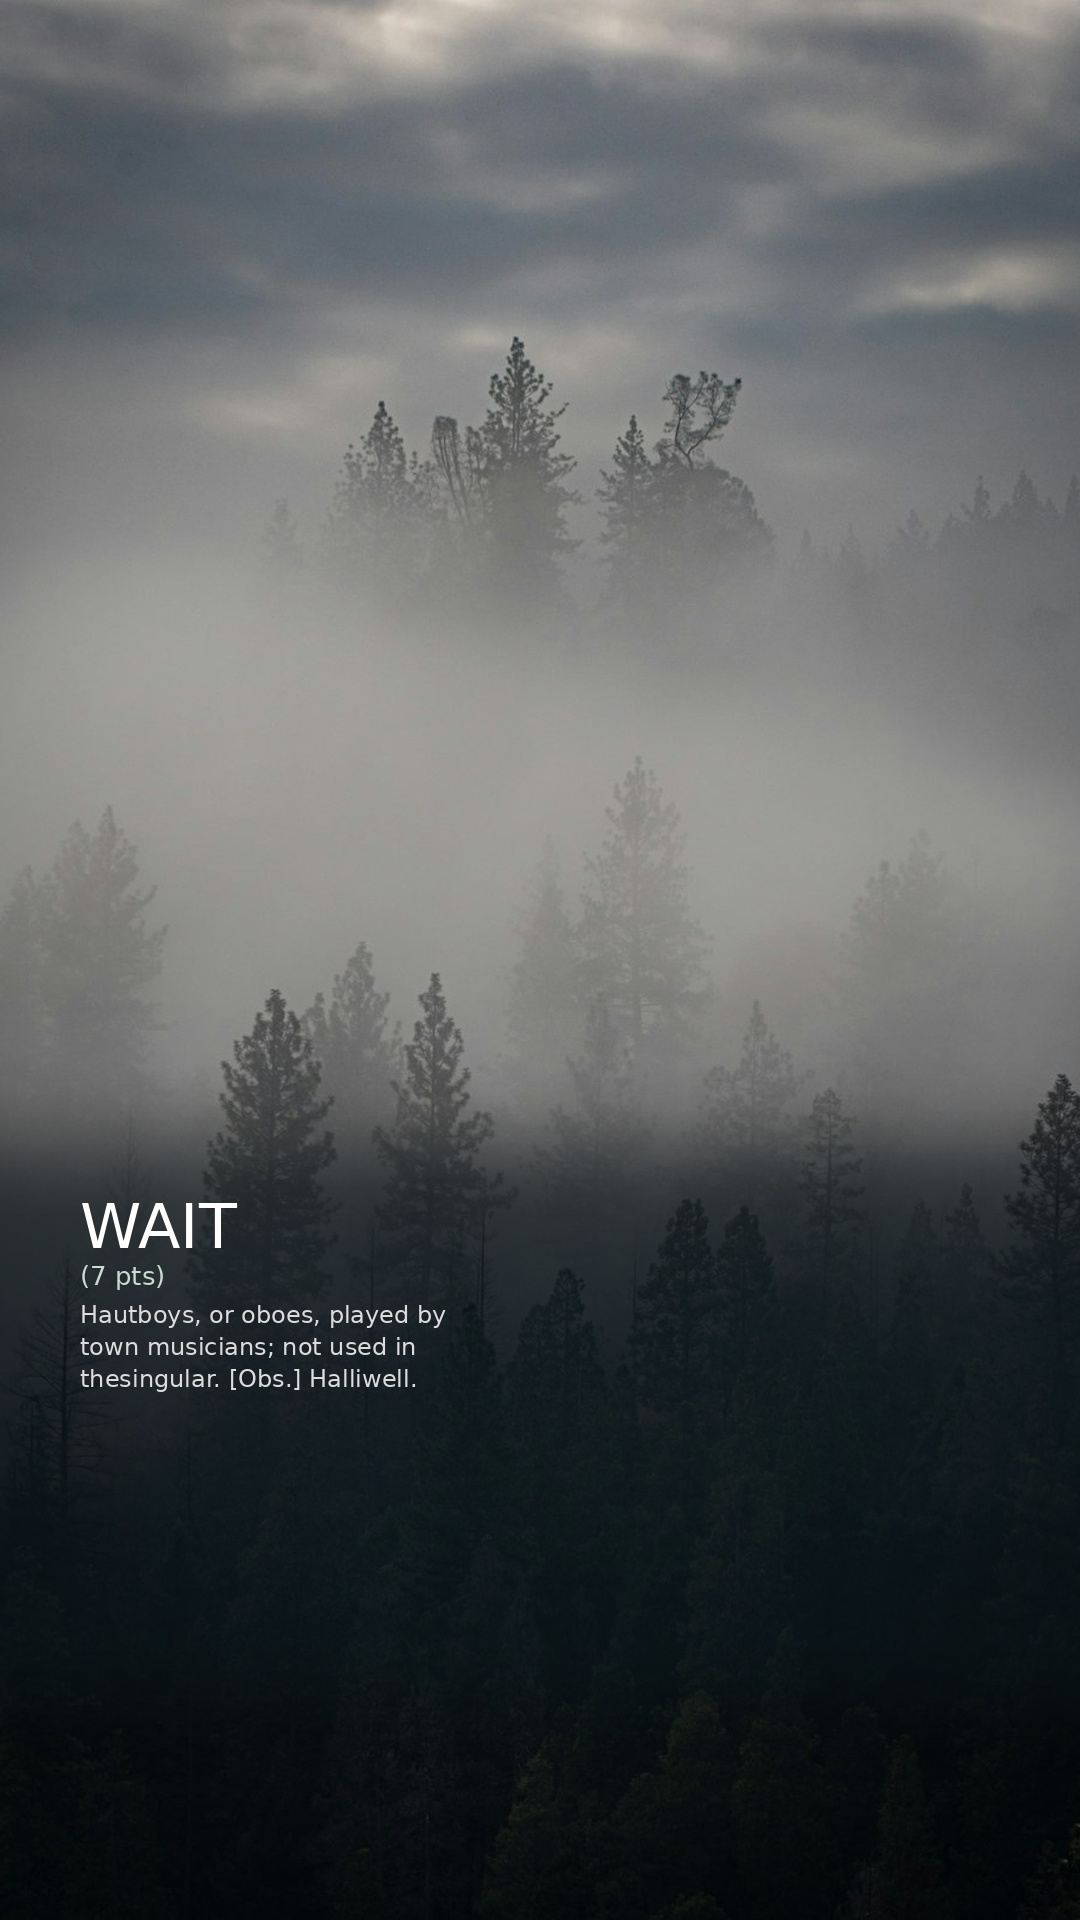 WAIT
(7 pts)
Hautboys, or oboes, played by
town musicians; not used in
thesingular. [Obs.] Halliwell.